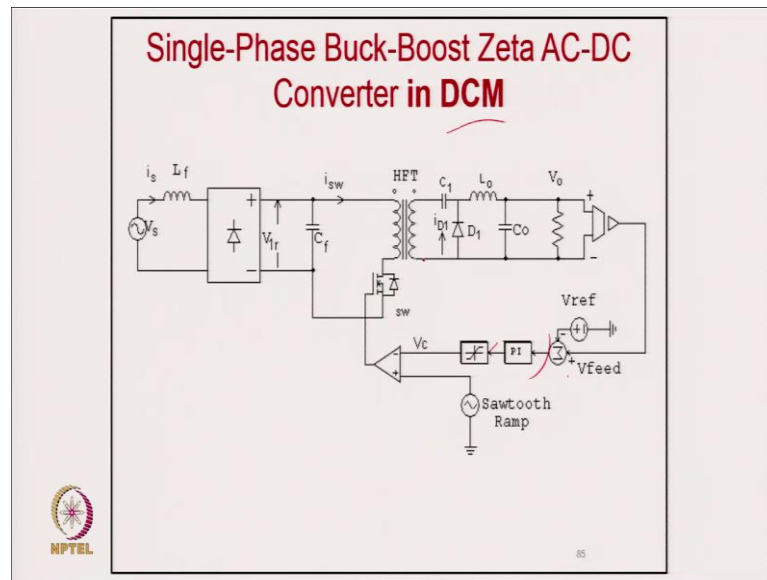 Single-Phase Buck-Boost Zeta AC-DC
Converter in DCM
is Lf
isw
HFT
C1
Lo
Vo
+
+
Vs
V1r
Cf
iD1
D1
Co
-
-
sw
Vref
- +
Vc
PI
Σ
+ Vfeed
-
+
Sawtooth
Ramp
NPTEL
85